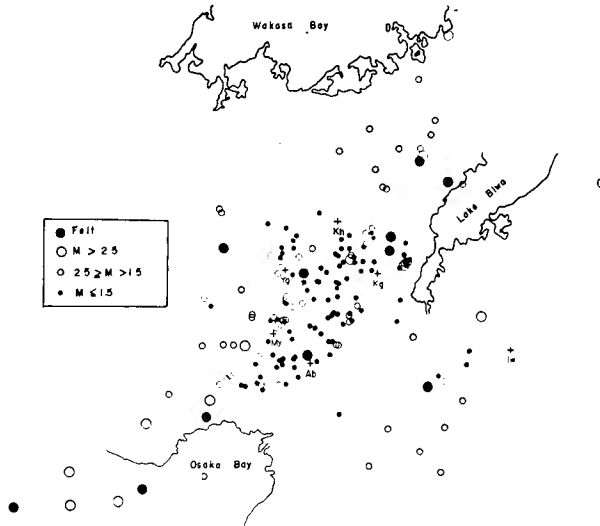 Wakasa Bay
Lake Biwa
Kh
Felt
M > 2.5
2.5 ≧ M > 1.5
M ≤ 1.5
Kg
My
Ab
Osaka Bay